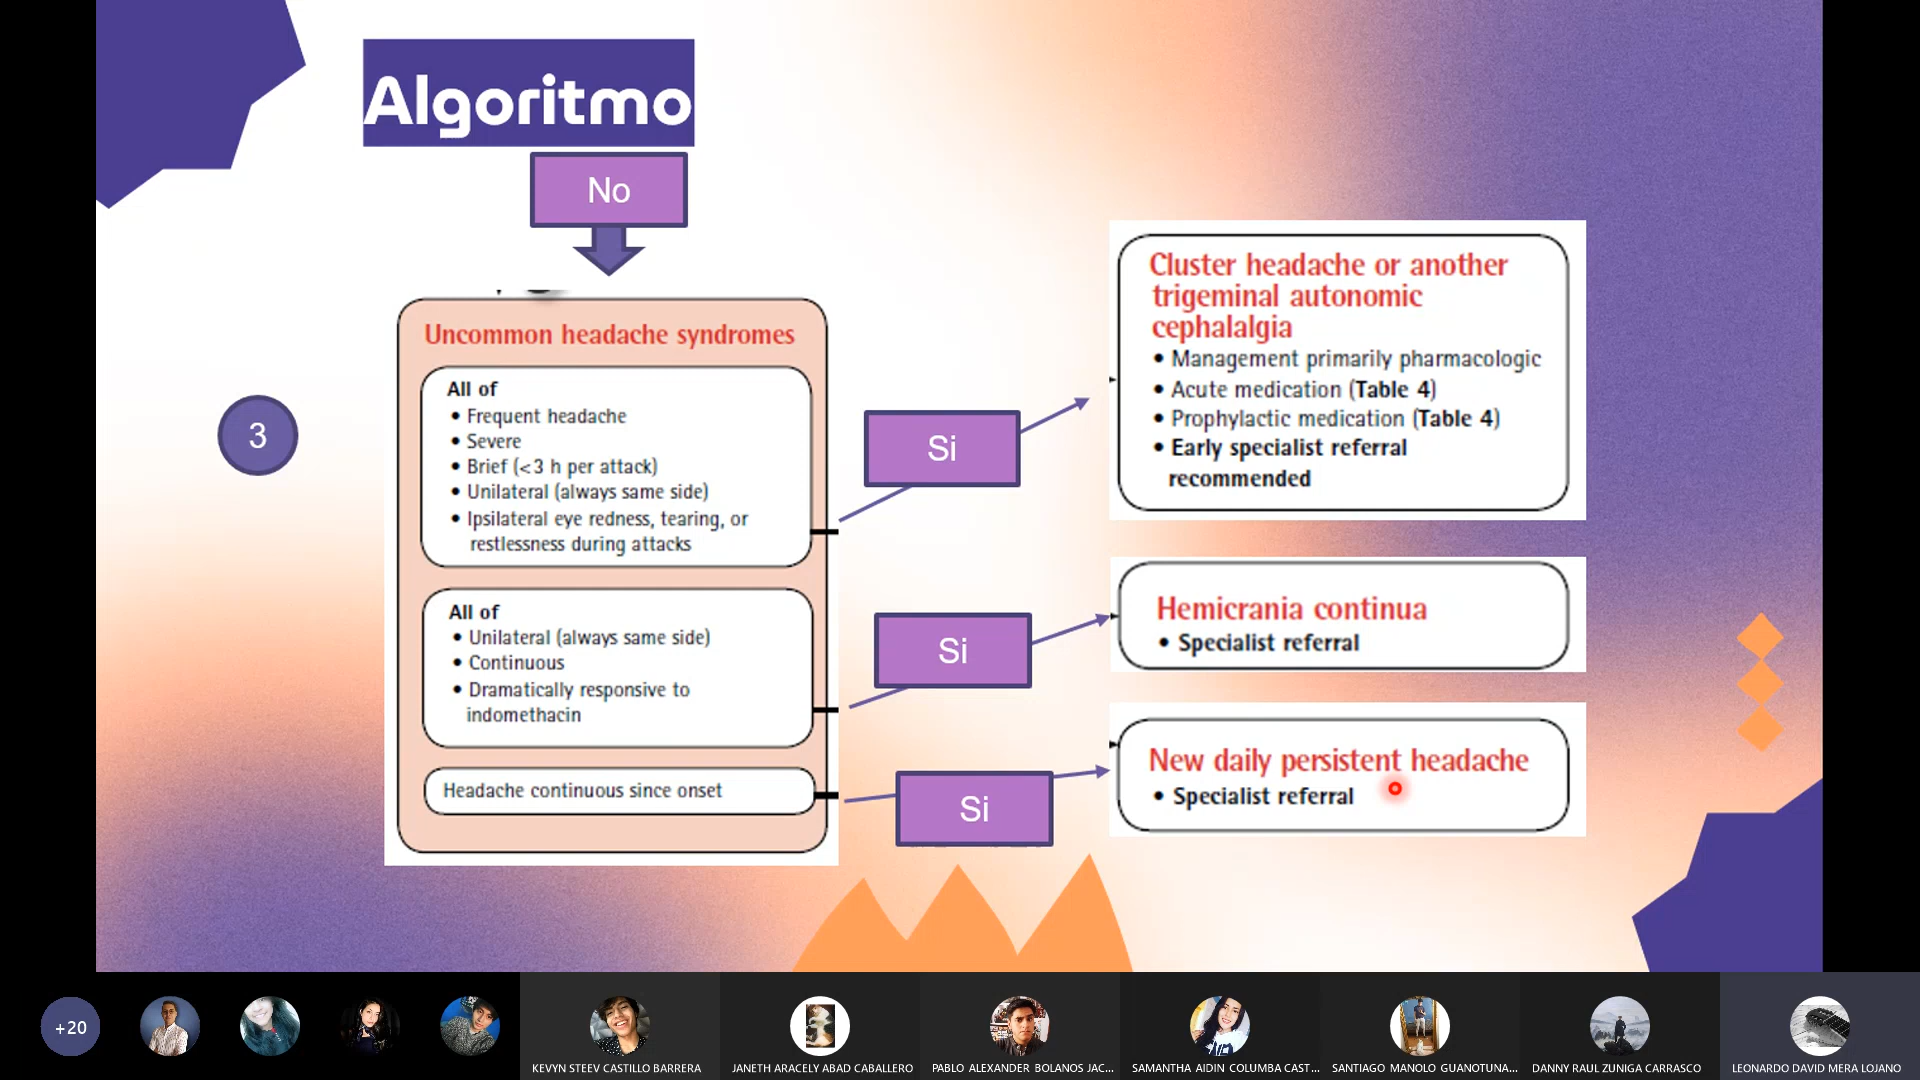 Algoritmo
No
3
Uncommon headache syndromes
All of
• Frequent headache
• Severe
• Brief (<3 h per attack)
• Unilateral (always same side)
• Ipsilateral eye redness, tearing, or
restlessness during attacks
All of
• Unilateral (always same side)
• Continuous
• Dramatically responsive to
indomethacin
Headache continuous since onset
Si
Si
Si
Cluster headache or another
trigeminal autonomic
cephalalgia
• Management primarily pharmacologic
• Acute medication (Table 4)
• Prophylactic medication (Table 4)
• Early specialist referral
recommended
Hemicrania continua
• Specialist referral
New daily persistent headache
• Specialist referral
+20
KEVYN STEEV CASTILLO BARRERA
JANETH ARACELY ABAD CABALLERO
PABLO ALEXANDER BOLANOS JAC...
SAMANTHA AIDIN COLUMBA CAST...
SANTIAGO MANOLO GUANOTUNA...
DANNY RAUL ZUNIGA CARRASCO
LEONARDO DAVID MERA LOJANO